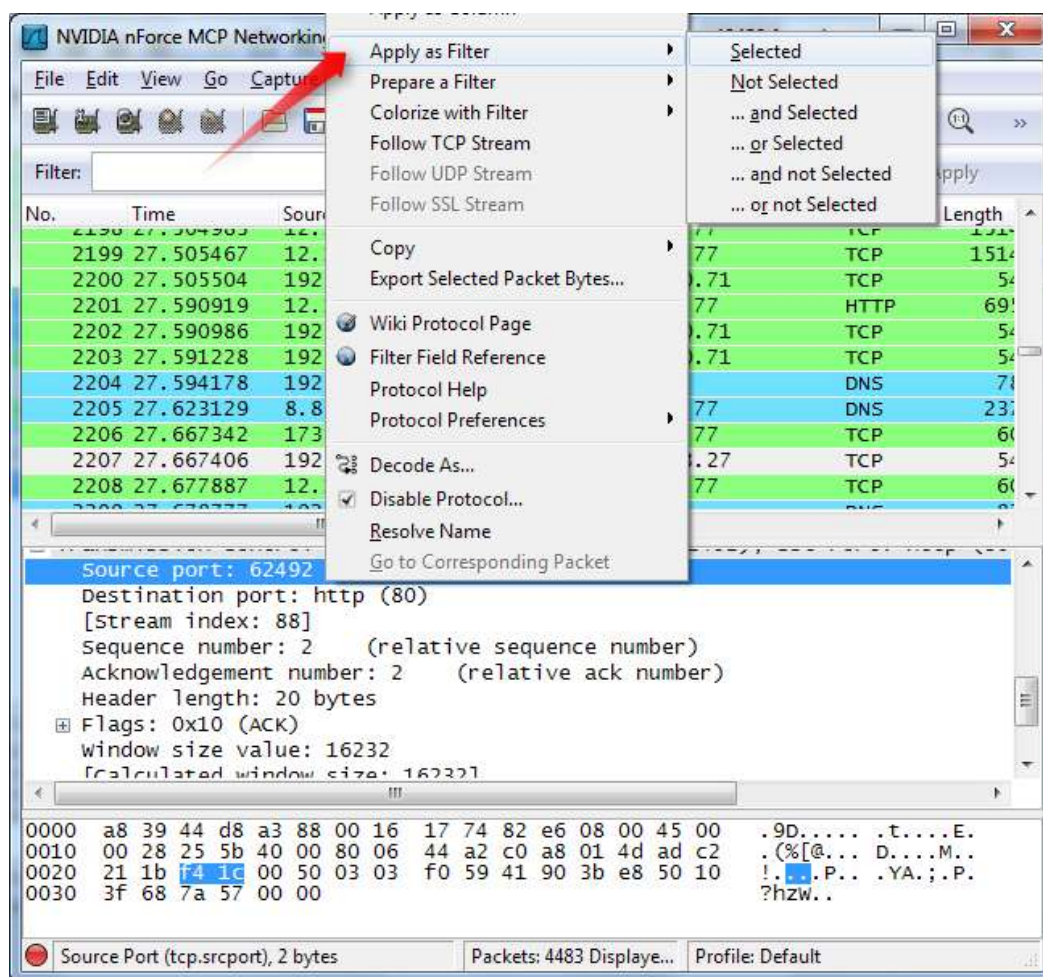 NVIDIA nForce MCP Networking
File Edit View Go Capture
Filter:
Apply as Filter
Prepare a Filter
Colorize with Filter
Follow TCP Stream
Follow UDP Stream
Follow SSL Stream
Copy
Export Selected Packet Bytes...
Wiki Protocol Page
Filter Field Reference
Protocol Help
Protocol Preferences
Decode As...
Disable Protocol...
Resolve Name
Go to Corresponding Packet
Selected
Not Selected
... and Selected
... or Selected
... and not Selected
... or not Selected
No. Time Length
2199 27.505467 12. 77 TCP 1514
2200 27.505504 192 .71 TCP 54
2201 27.590919 12. 77 HTTP 69
2202 27.590986 192 .71 TCP 54
2203 27.591228 192 .71 TCP 54
2204 27.594178 192 DNS 78
2205 27.623129 8.8 77 DNS 237
2206 27.667342 173 77 TCP 60
2207 27.667406 192 .27 TCP 54
2208 27.677887 12. 77 TCP 60
Source port: 62492
Destination port: http (80)
[Stream index: 88]
Sequence number: 2 (relative sequence number)
Acknowledgement number: 2 (relative ack number)
Header length: 20 bytes
Flags: 0x10 (ACK)
Window size value: 16232
[Calculated window size: 16232]
0000 a8 39 44 d8 a3 88 00 16 17 74 82 e6 08 00 45 00 .9D..... .t....E.
0010 00 28 25 5b 40 00 80 06 44 a2 c0 a8 01 4d ad c2 .(%[@... D....M..
0020 21 1b f4 1c 00 50 03 03 f0 59 41 90 3b e8 50 10 !....P.. .YA.;.P.
0030 3f 68 7a 57 00 00 ?hzW..
Source Port (tcp.srcport), 2 bytes
Packets: 4483 Displaye...
Profile: Default